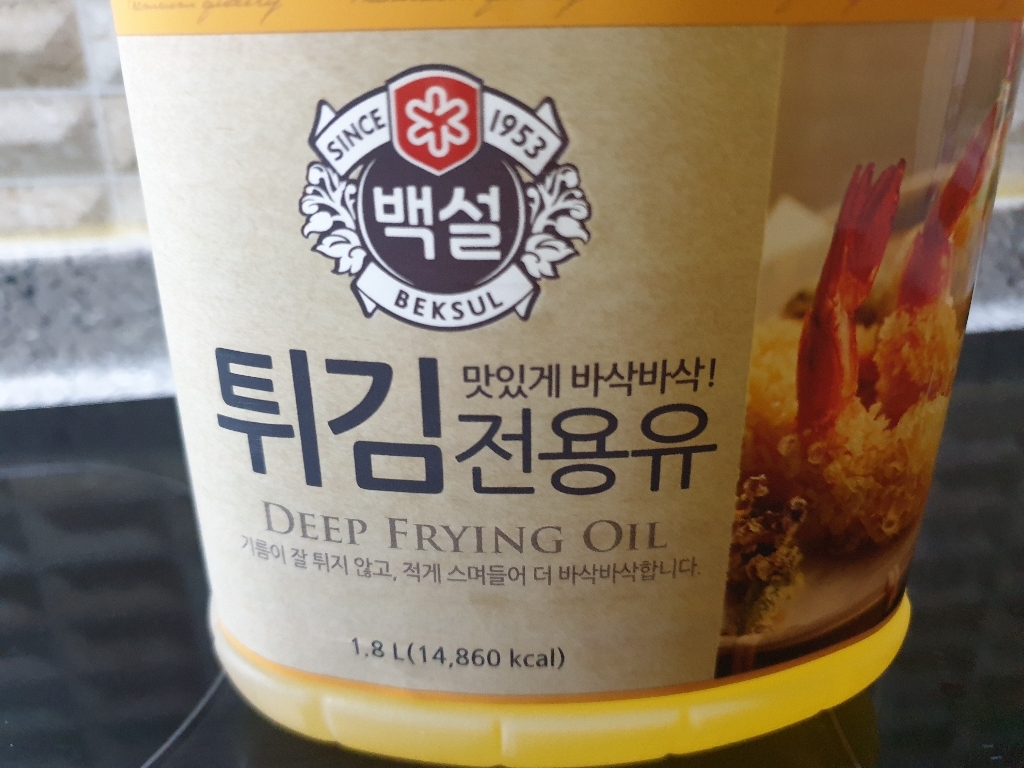 SINCE 1953
백설
BEKSUL
튀김 맛있게 바삭바삭!
전용유
DEEP FRYING OIL
기름이 잘 튀지 않고, 적게 스며들어 더 바삭바삭합니다.
1.8 L(14,860 kcal)